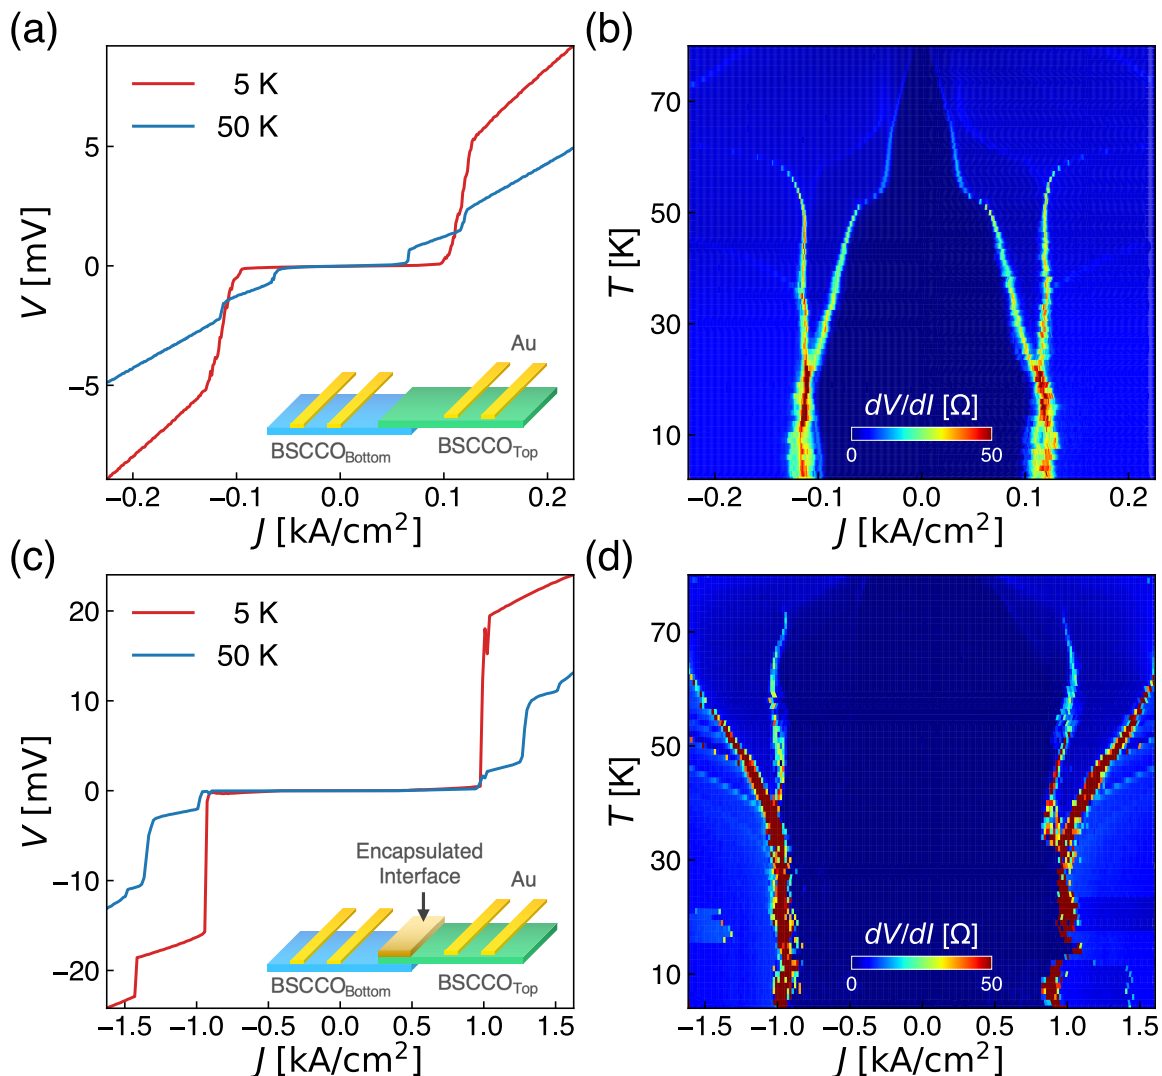 (a)
5 K
50 K
V [mV]
5
0
−5
Au
BSCCOBottom
BSCCOTop
−0.2
−0.1
0.0
0.1
0.2
J [kA/cm²]
(b)
T [K]
70
50
30
10
dV/dI [Ω]
0
50
−0.2
−0.1
0.0
0.1
0.2
J [kA/cm²]
(c)
5 K
50 K
V [mV]
20
10
0
−10
−20
Encapsulated
Interface
Au
BSCCOBottom
BSCCOTop
−1.5
−1.0
−0.5
0.0
0.5
1.0
1.5
J [kA/cm²]
(d)
T [K]
70
50
30
10
dV/dI [Ω]
0
50
−1.5
−1.0
−0.5
0.0
0.5
1.0
1.5
J [kA/cm²]